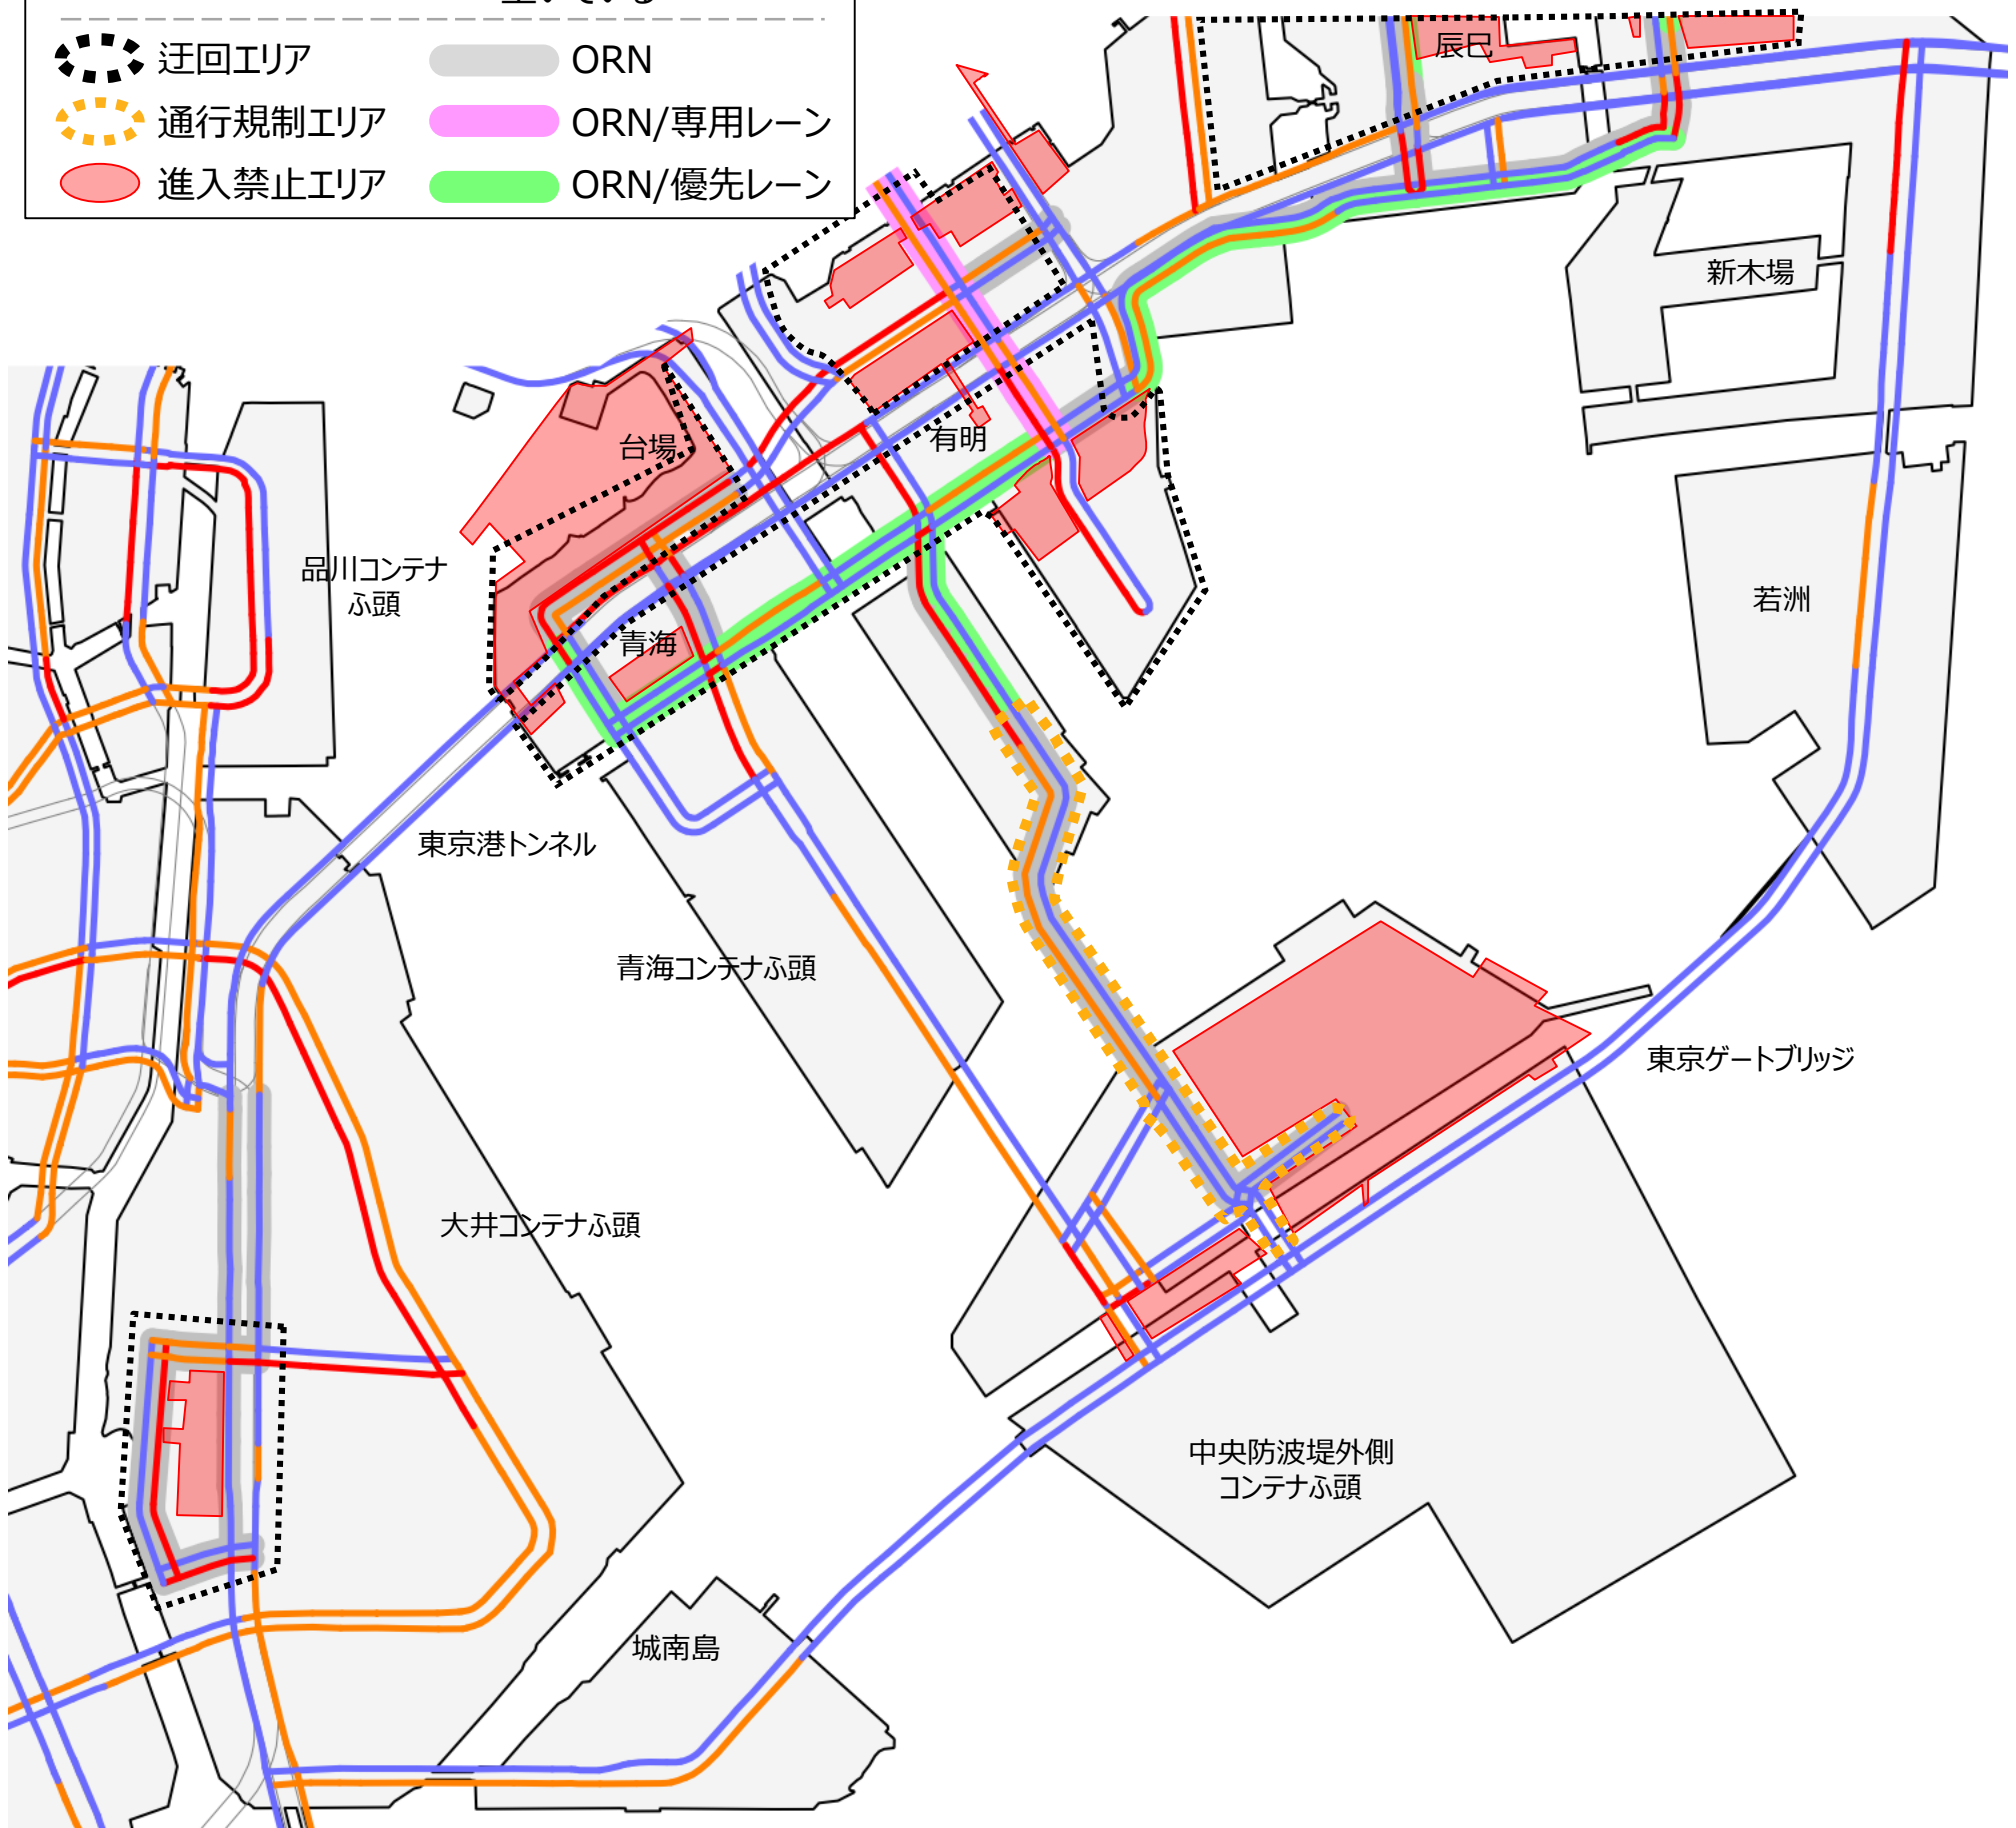 空いている
迂回エリア
ORN
通行規制エリア
ORN/専用レーン
進入禁止エリア
ORN/優先レーン
辰巳
新木場
有明
台場
品川コンテナ
ふ頭
青海
若洲
東京港トンネル
青海コンテナふ頭
東京ゲートブリッジ
大井コンテナふ頭
中央防波堤外側
コンテナふ頭
城南島